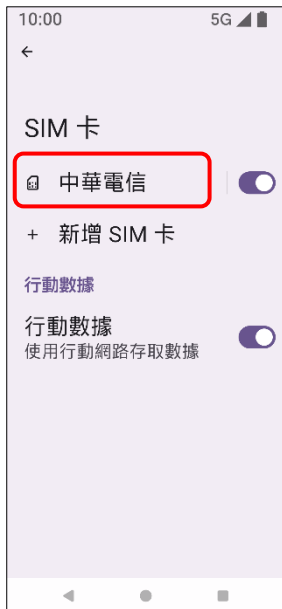 10:00 5G
SIM 卡
中華電信
+ 新增 SIM 卡
行動數據
行動數據
使用行動網路存取數據